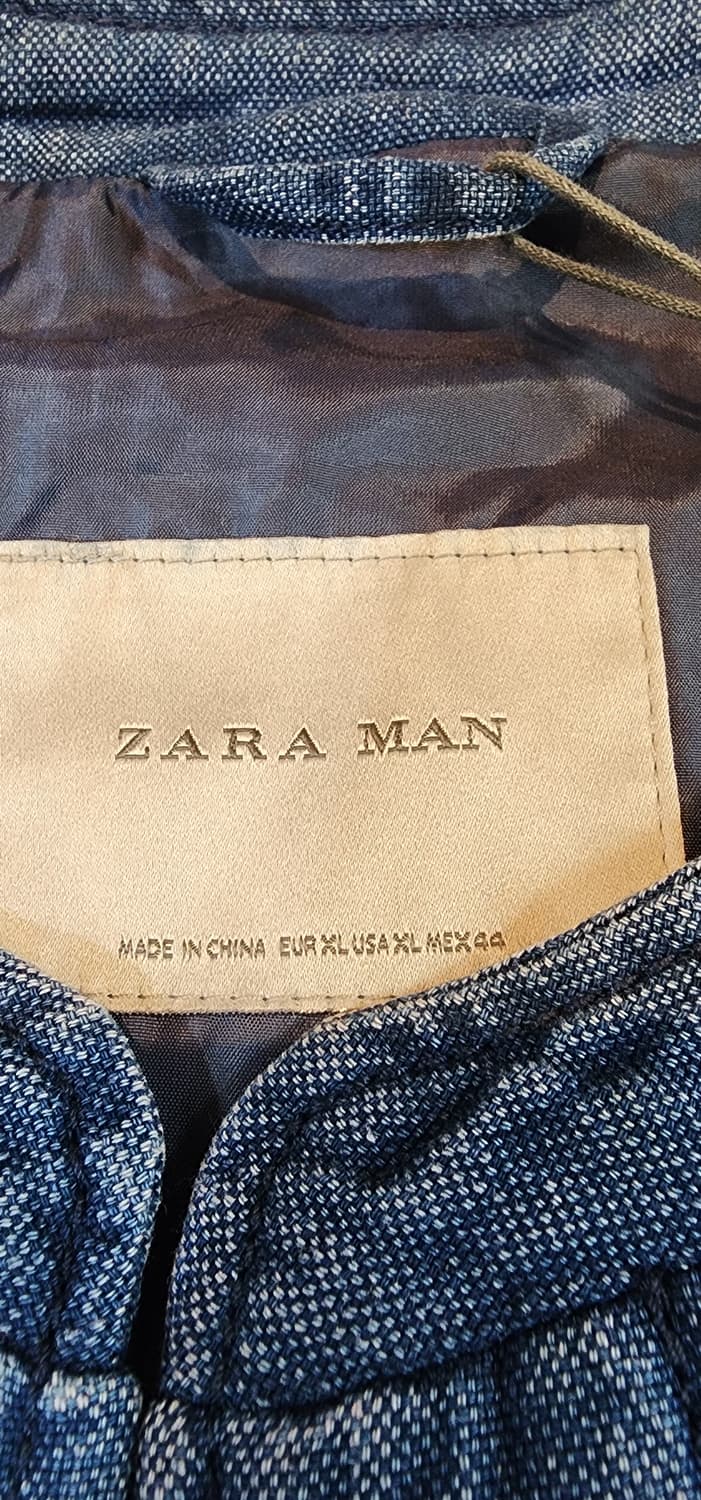 ZARA MAN
MADE IN CHINA EUR XL USA XL MEX 44